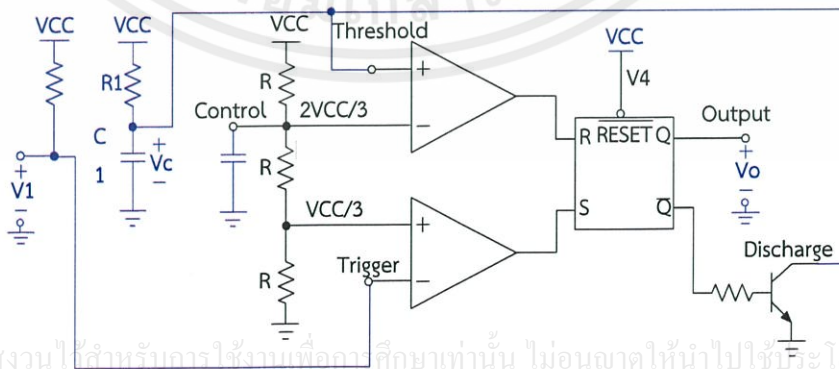 VCC
VCC
VCC
Threshold
VCC
R1
R
+
V4
Control
2VCC/3
−
R
RESET
Q
Output
C
1
+
Vc
−
+
V1
−
R
+
Vo
−
VCC/3
+
S
Q
R
Trigger
−
Discharge
งานไว้สำหรับการใช้งานเพื่อการศึกษาเท่านั้น ไม่อนุญาตให้นำไปใช้ประโ